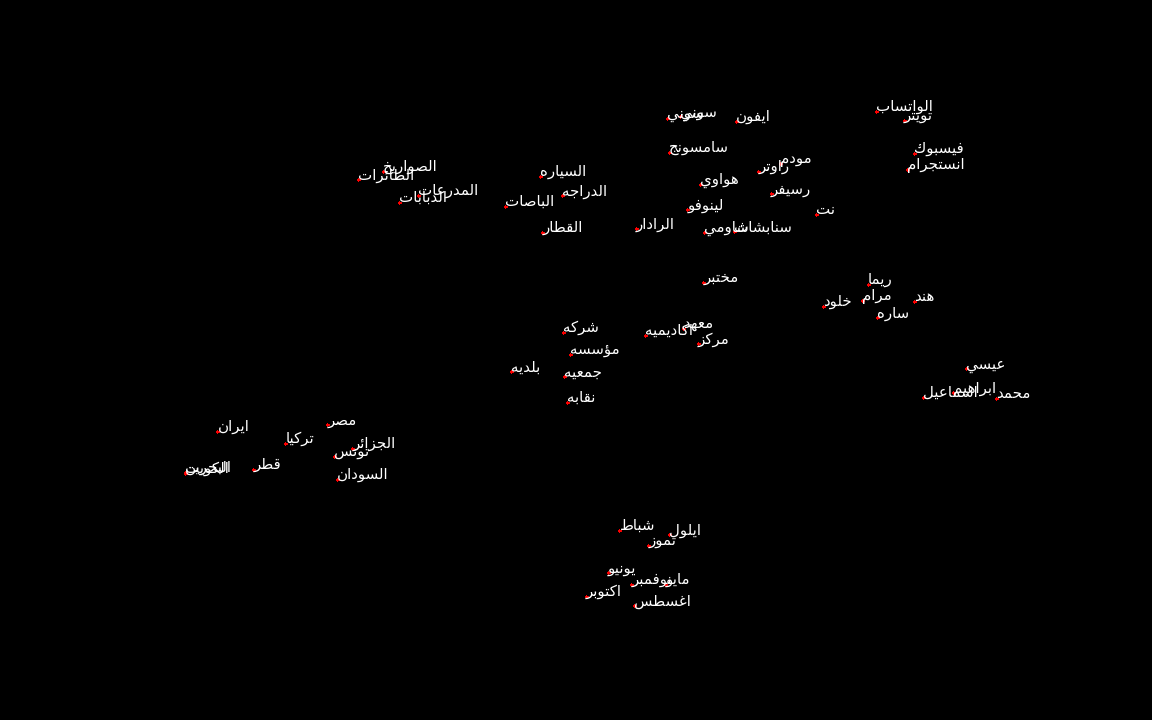 الواتساب
تويتر
سوني
ايفون
فيسبوك
انستجرام
سامسونج
مودم
راوتر
هواوي
رسيفر
لينوفو
نت
شاومي
سنابشات
الرادار
الصواريخ
الطائرات
المدرعات
الدبابات
السياره
الدراجه
الباصات
القطار
مختبر
ريما
مرام
هند
خلود
ساره
معهد
اكاديميه
مركز
شركه
مؤسسه
بلديه
جمعيه
نقابه
عيسي
ابراهيم
اسماعيل
محمد
مصر
ايران
تركيا
الجزائر
تونس
قطر
البحرين
الكويت
السودان
شباط
ايلول
تموز
يونيو
مايو
نوفمبر
اكتوبر
اغسطس